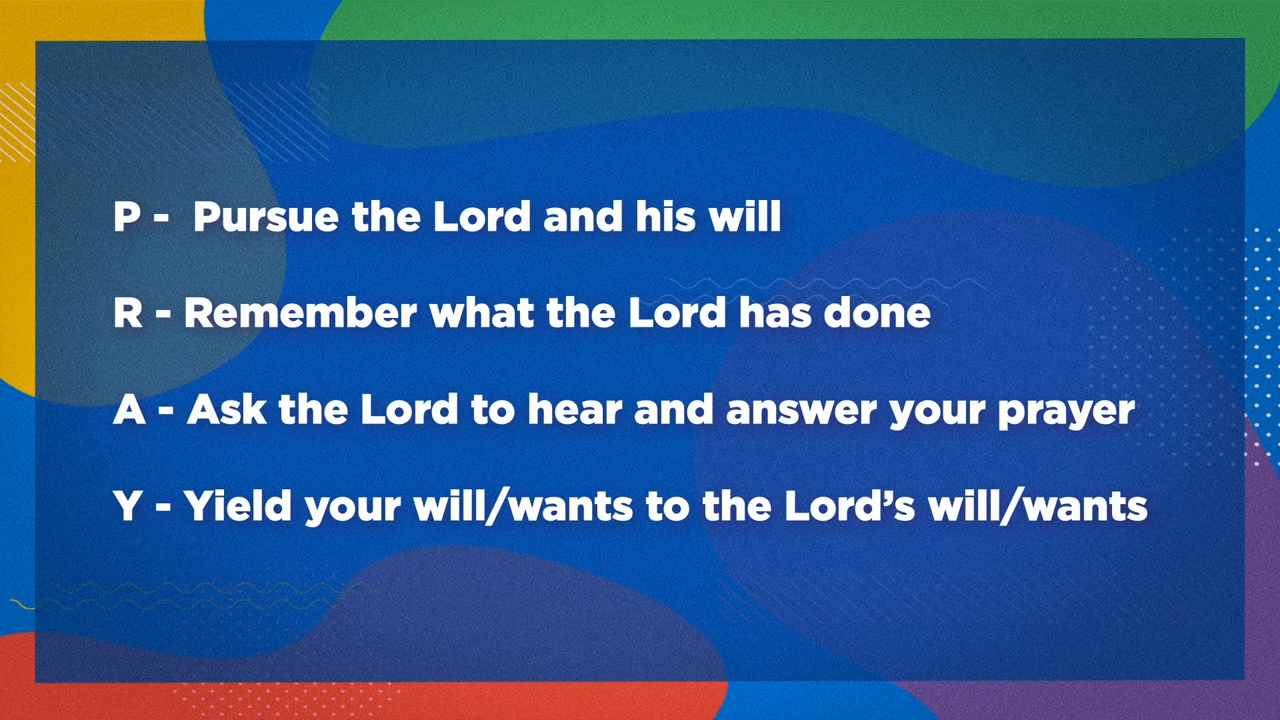 P -  Pursue the Lord and his will
R - Remember what the Lord has done
A - Ask the Lord to hear and answer your prayer
Y - Yield your will/wants to the Lord’s will/wants